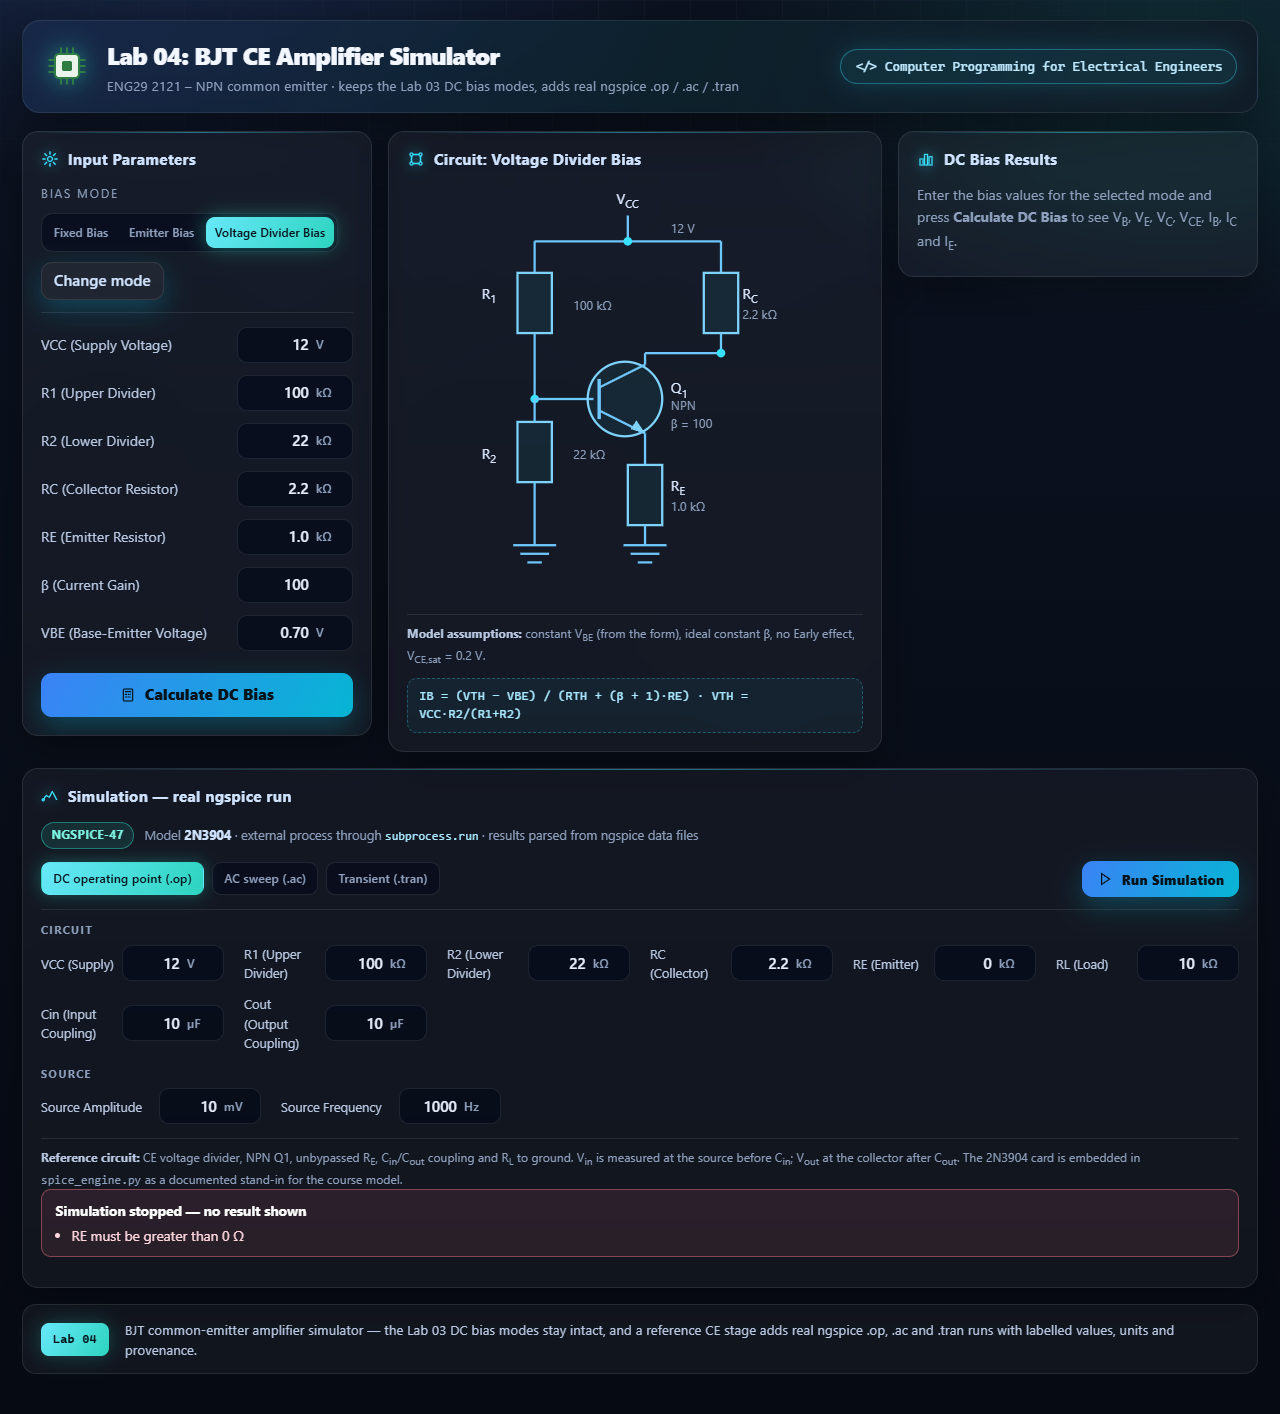 Lab 04: BJT CE Amplifier Simulator
ENG29 2121 – NPN common emitter · keeps the Lab 03 DC bias modes, adds real ngspice .op / .ac / .tran
</> Computer Programming for Electrical Engineers
Input Parameters
BIAS MODE
Fixed Bias
Emitter Bias
Voltage Divider Bias
Change mode
VCC (Supply Voltage)
12 V
R1 (Upper Divider)
100 kΩ
R2 (Lower Divider)
22 kΩ
RC (Collector Resistor)
2.2 kΩ
RE (Emitter Resistor)
1.0 kΩ
β (Current Gain)
100
VBE (Base-Emitter Voltage)
0.70 V
Calculate DC Bias
Circuit: Voltage Divider Bias
VCC
12 V
R1
100 kΩ
RC
2.2 kΩ
Q1
NPN
β = 100
R2
22 kΩ
RE
1.0 kΩ
Model assumptions: constant VBE (from the form), ideal constant β, no Early effect,
VCE,sat = 0.2 V.
IB = (VTH − VBE) / (RTH + (β + 1)·RE) · VTH =
VCC·R2/(R1+R2)
DC Bias Results
Enter the bias values for the selected mode and
press Calculate DC Bias to see VB, VE, VC, VCE, IB, IC
and IE.
Simulation — real ngspice run
NGSPICE-47
Model 2N3904 · external process through subprocess.run · results parsed from ngspice data files
DC operating point (.op)
AC sweep (.ac)
Transient (.tran)
Run Simulation
CIRCUIT
VCC (Supply)
12 V
R1 (Upper
Divider)
100 kΩ
R2 (Lower
Divider)
22 kΩ
RC
(Collector)
2.2 kΩ
RE (Emitter)
0 kΩ
RL (Load)
10 kΩ
Cin (Input
Coupling)
10 µF
Cout
(Output
Coupling)
10 µF
SOURCE
Source Amplitude
10 mV
Source Frequency
1000 Hz
Reference circuit: CE voltage divider, NPN Q1, unbypassed RE, Cin/Cout coupling and RL to ground. Vin is measured at the source before Cin; Vout at the collector after Cout. The 2N3904 card is embedded in
spice_engine.py as a documented stand-in for the course model.
Simulation stopped — no result shown
• RE must be greater than 0 Ω
Lab 04
BJT common-emitter amplifier simulator — the Lab 03 DC bias modes stay intact, and a reference CE stage adds real ngspice .op, .ac and .tran runs with labelled values, units and
provenance.